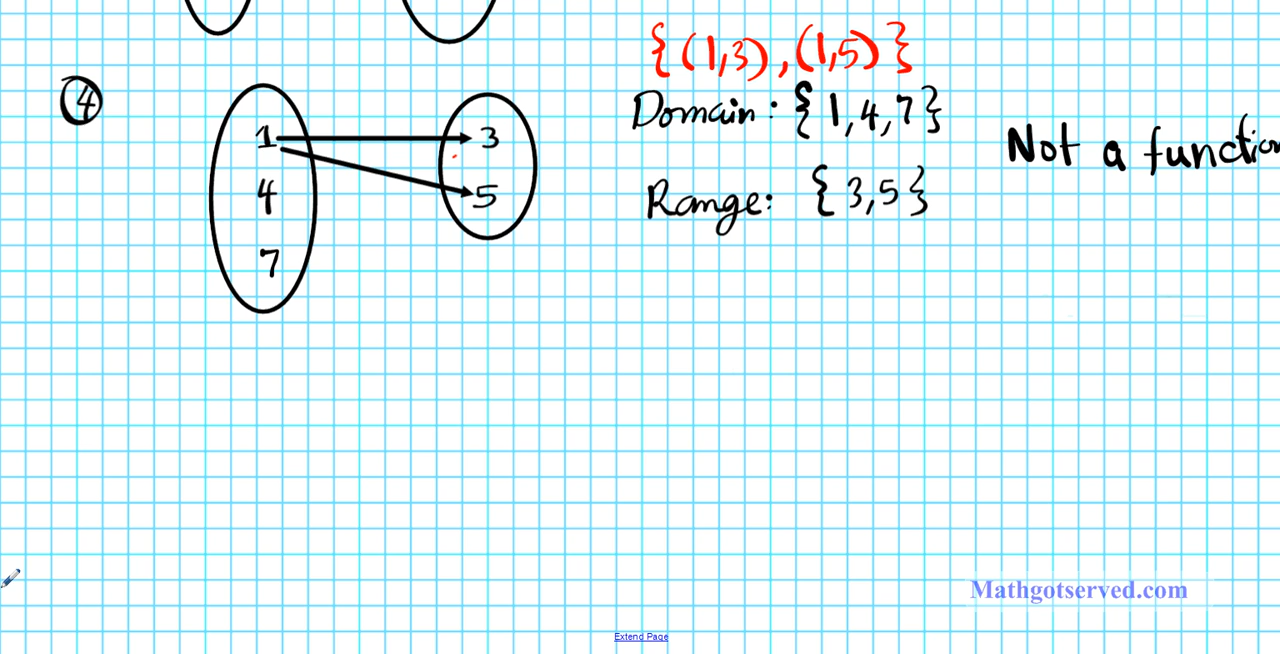 {(1,3), (1,5)}
④
1
4
7
3
5
Domain: {1,4,7}
Range: {3,5}
Not a function
Mathgotserved.com
Extend Page